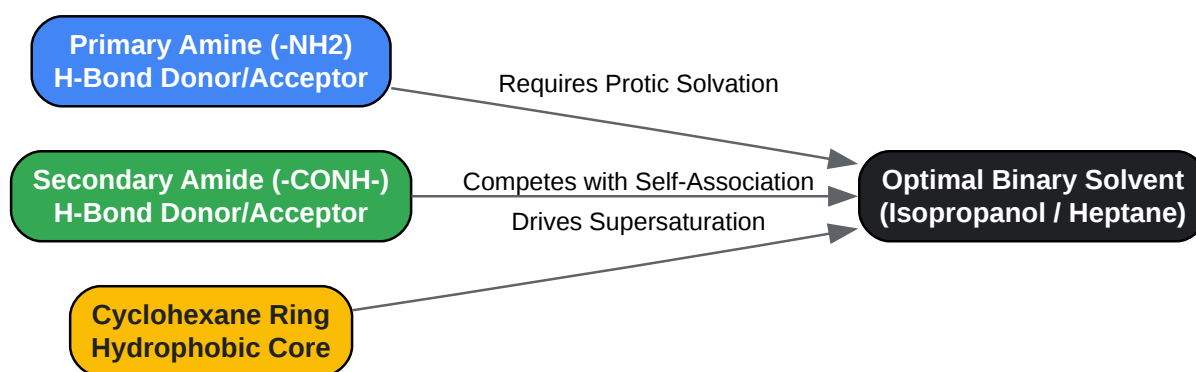 Primary Amine (-NH2)
H-Bond Donor/Acceptor
Requires Protic Solvation
Secondary Amide (-CONH-)
H-Bond Donor/Acceptor
Competes with Self-Association
Drives Supersaturation
Optimal Binary Solvent
(Isopropanol / Heptane)
Cyclohexane Ring
Hydrophobic Core